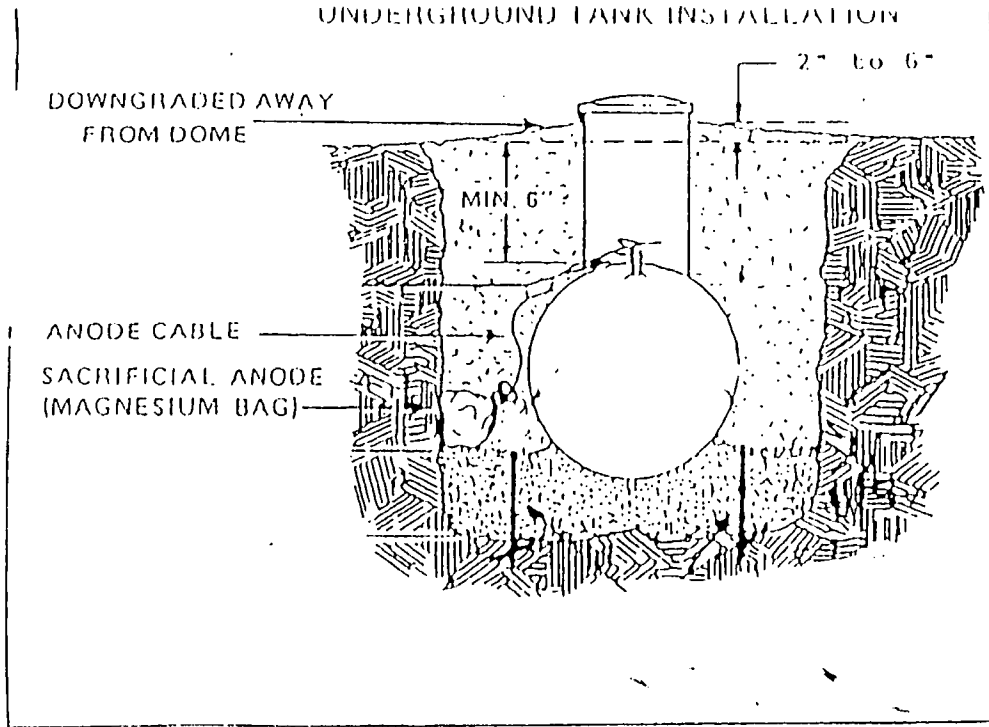 UNDERGROUND TANK INSTALLATION
2" to 6"
DOWNGRADED AWAY
FROM DOME
MIN. 6"
ANODE CABLE
SACRIFICIAL ANODE
(MAGNESIUM BAG)